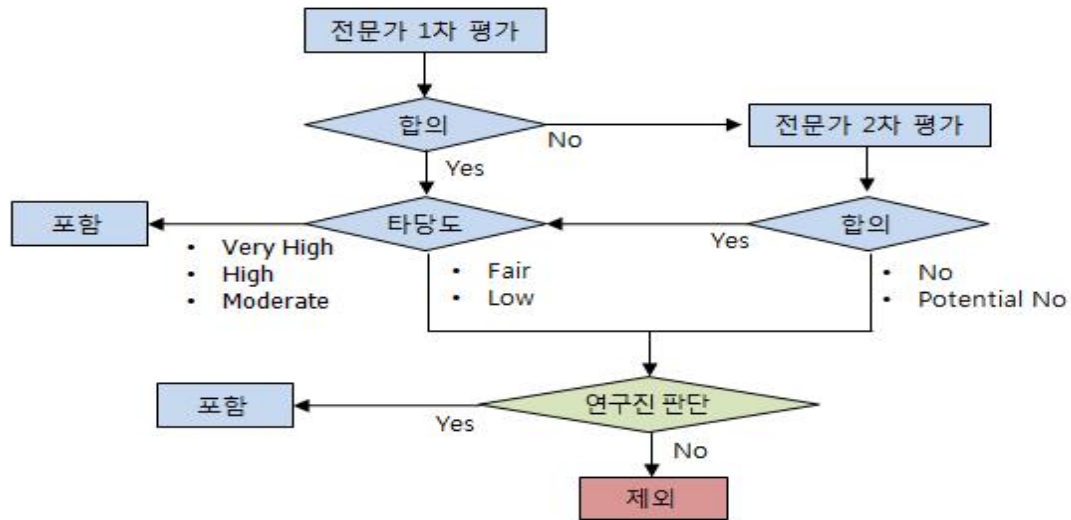 전문가 1차 평가
합의
No
전문가 2차 평가
Yes
포함
타당도
Yes
합의
• Very High
• High
• Moderate
• Fair
• Low
• No
• Potential No
포함
Yes
연구진 판단
No
제외